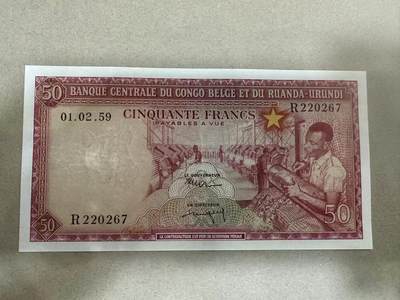 50 BANQUE CENTRALE DU CONGO BELGE ET DU RUANDA-URUNDI
01.02.59 CINQUANTE FRANCS R 220267
PAYABLES A VUE
LE GOUVERNEUR
UN DIRECTEUR
50 R 220267 50